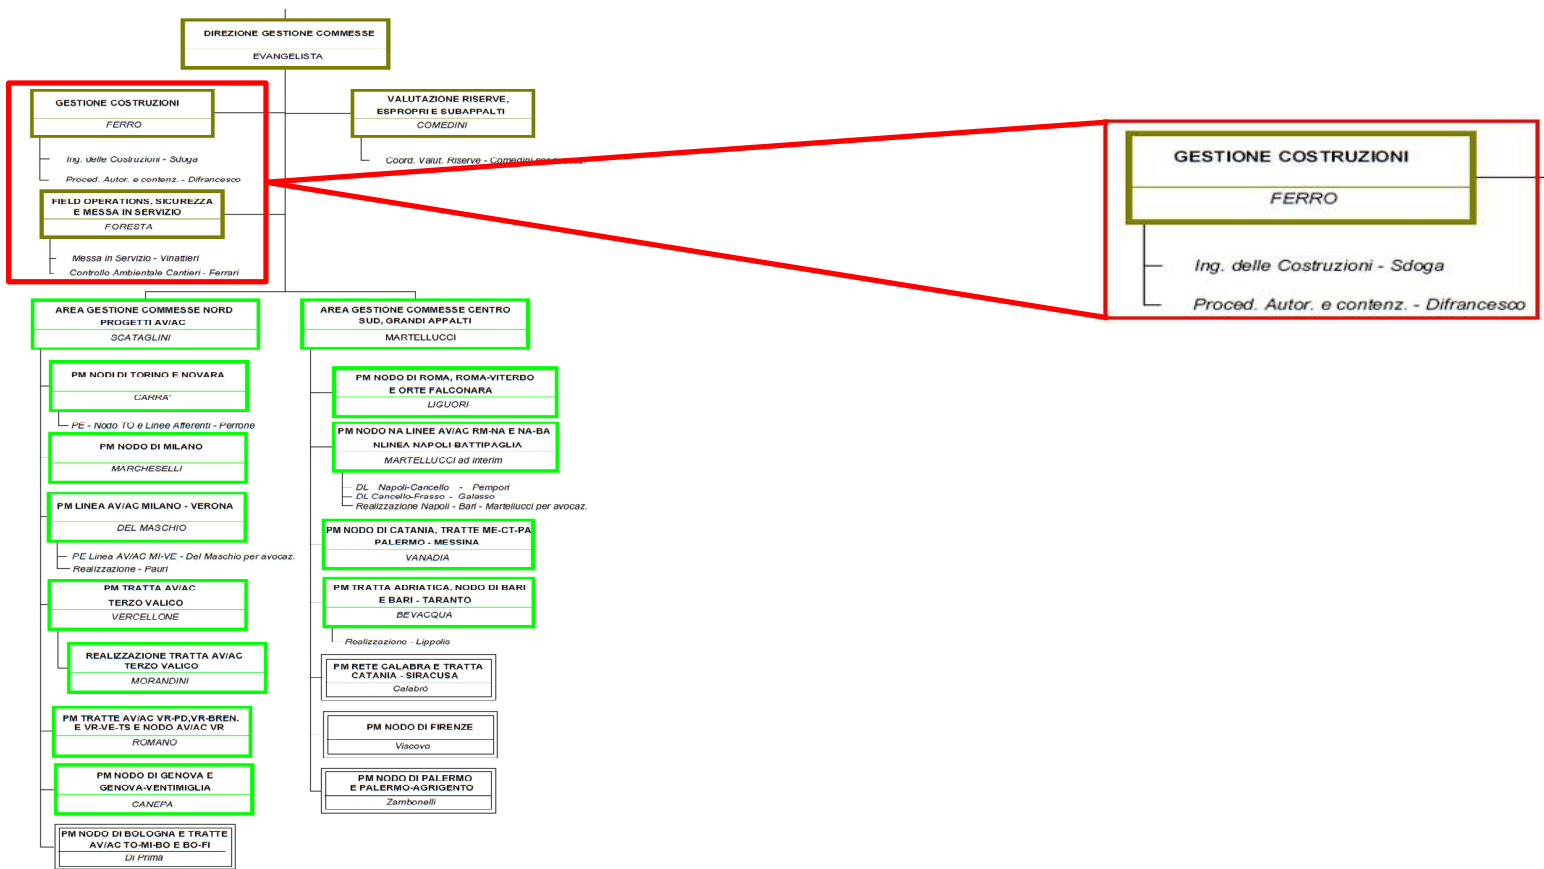 DIREZIONE GESTIONE COMMESSE
EVANGELISTA
GESTIONE COSTRUZIONI
FERRO
Ing. delle Costruzioni - Sdoga
Proced. Autor. e contenz. - Difrancesco
VALUTAZIONE RISERVE,
ESPROPRI E SUBAPPALTI
COMEDINI
Coord. Valut. Riserve - Comedini per avocaz.
FIELD OPERATIONS, SICUREZZA
E MESSA IN SERVIZIO
FORESTA
Messa in Servizio - Vinattieri
Controllo Ambientale Cantieri - Ferrari
AREA GESTIONE COMMESSE NORD
PROGETTI AV/AC
SCATAGLINI
PM NODI DI TORINO E NOVARA
CARRA'
PE - Nodo TO e Linee Afferenti - Perrone
PM NODO DI MILANO
MARCHESELLI
PM LINEA AV/AC MILANO - VERONA
DEL MASCHIO
PE Linea AV/AC MI-VE - Del Maschio per avocaz.
Realizzazione - Pauri
PM TRATTA AV/AC
TERZO VALICO
VERCELLONE
REALIZZAZIONE TRATTA AV/AC
TERZO VALICO
MORANDINI
PM TRATTE AV/AC VR-PD,VR-BREN.
E VR-VE-TS E NODO AV/AC VR
ROMANO
PM NODO DI GENOVA E
GENOVA-VENTIMIGLIA
CANEPA
PM NODO DI BOLOGNA E TRATTE
AV/AC TO-MI-BO E BO-FI
Di Prima
AREA GESTIONE COMMESSE CENTRO
SUD, GRANDI APPALTI
MARTELLUCCI
PM NODO DI ROMA, ROMA-VITERBO
E ORTE FALCONARA
LIGUORI
PM NODO NA LINEE AV/AC RM-NA E NA-BA
NLINEA NAPOLI-BATTIPAGLIA
MARTELLUCCI ad interim
DL Napoli-Cancello - Pempori
DL Cancello-Frasso - Galasso
Realizzazione Napoli - Bari - Martellucci per avocaz.
PM NODO DI CATANIA, TRATTE ME-CT-PA
PALERMO - MESSINA
VANADIA
PM TRATTA ADRIATICA, NODO DI BARI
E BARI - TARANTO
BEVACQUA
Realizzazione - Lippolis
PM RETE CALABRA E TRATTA
CATANIA - SIRACUSA
Calabrò
PM NODO DI FIRENZE
Viscovo
PM NODO DI PALERMO
E PALERMO-AGRIGENTO
Zambonelli
GESTIONE COSTRUZIONI
FERRO
Ing. delle Costruzioni - Sdoga
Proced. Autor. e contenz. - Difrancesco